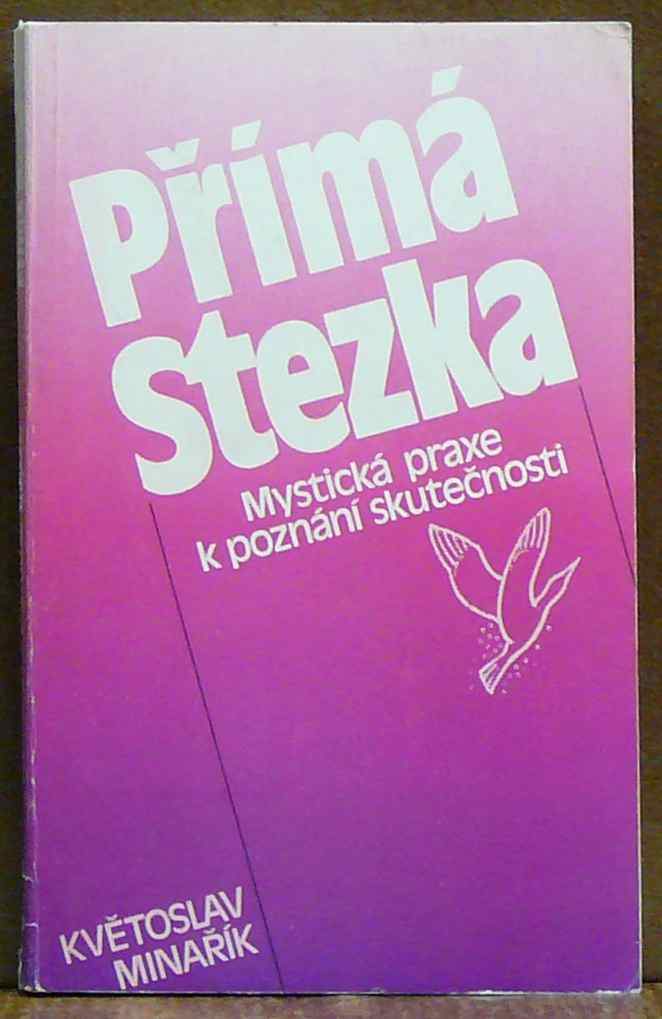 Přímá
Stezka
Mystická praxe
k poznání skutečnosti
KVĚTOSLAV
MINAŘÍK